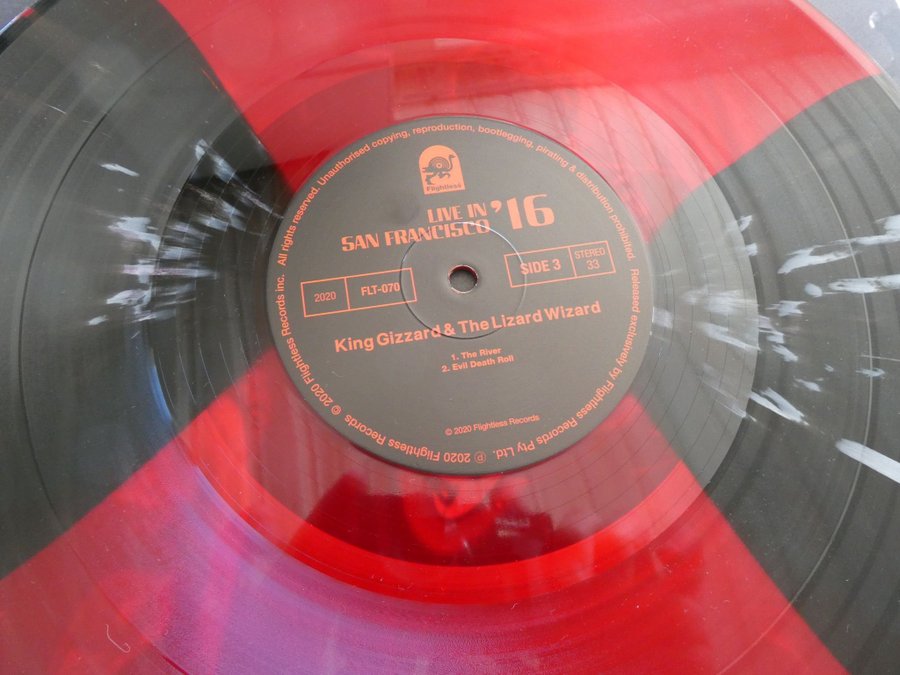 All rights reserved. Unauthorised copying, reproduction, bootlegging, pirating & distribution prohibited. Released exclusively by Flightless Records Pty Ltd. ℗ 2020 Flightless Records © 2020 Flightless Records inc.
Flightless
LIVE IN
SAN FRANCISCO '16
2020 FLT-070
SIDE 3 STEREO
33
King Gizzard & The Lizard Wizard
1. The River
2. Evil Death Roll
© 2020 Flightless Records